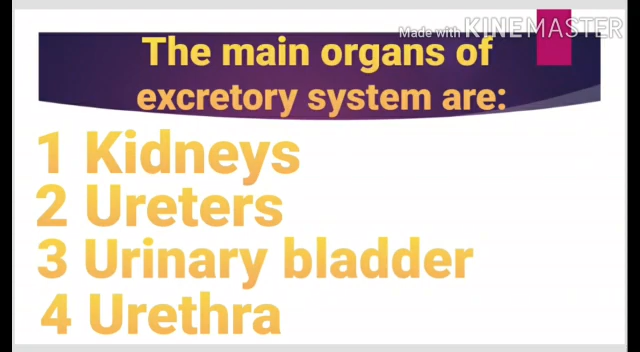 Made with KINEMASTER
The main organs of
excretory system are:
1 Kidneys
2 Ureters
3 Urinary bladder
4 Urethra